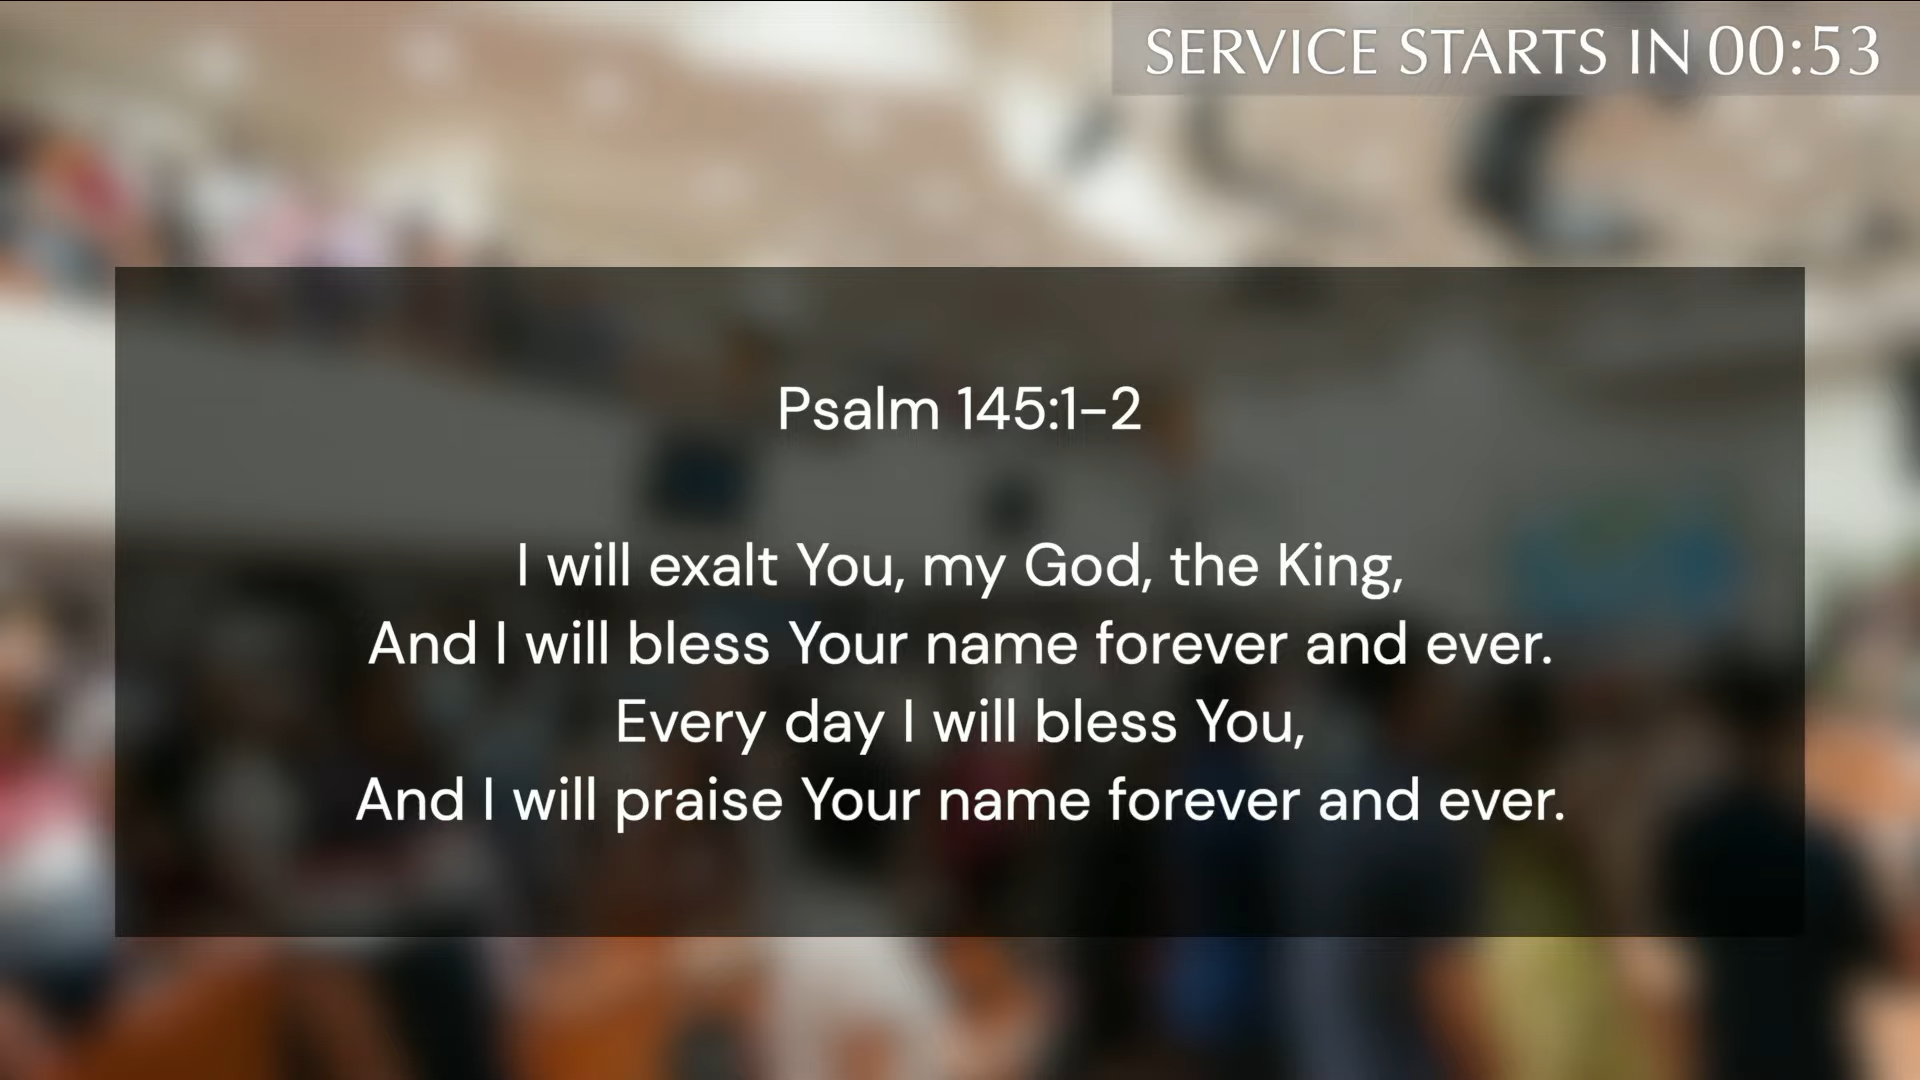 SERVICE STARTS IN 00:53
Psalm 145:1–2
I will exalt You, my God, the King,
And I will bless Your name forever and ever.
Every day I will bless You,
And I will praise Your name forever and ever.